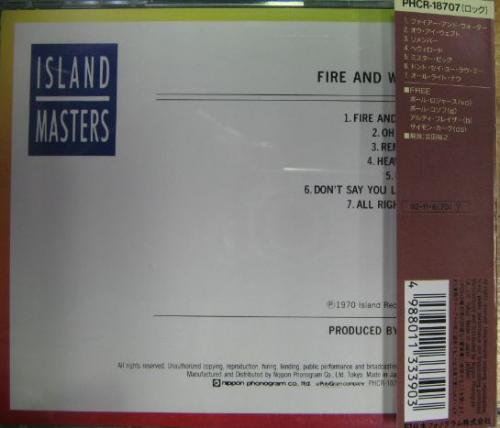 ISLAND
MASTERS
FIRE AND W
1. FIRE AND
2. OH
3. REM
4. HEA
5.
6. DON'T SAY YOU L
7. ALL RIGH
℗1970 Island Rec
PRODUCED BY
All rights reserved. Unauthorized copying, reproduction, hiring, lending, public performance and broadcastin
Manufactured and Distributed by Nippon Phonogram Co., Ltd. Tokyo. Made in Ja
nippon phonogram co., ltd. a PolyGram company PHCR-187
PHCR-18707(ロック)
1. ファイアー・アンド・ウォーター
2. オウ・アイ・ウェプト
3. リメンバー
4. ヘヴィ・ロード
5. ミスター・ビッグ
6. ドント・セイ・ユー・ラヴ・ミー
7. オール・ライト・ナウ
■FREE
ポール・ロジャース(vo)
ポール・コソフ(g)
アンディ・フレイザー(b)
サイモン・カーク(ds)
4 988011 333903